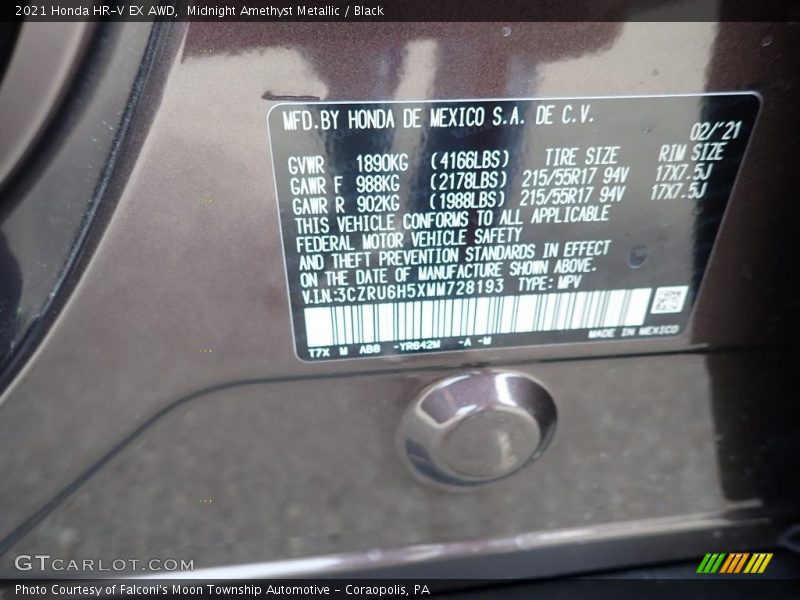 2021 Honda HR-V EX AWD, Midnight Amethyst Metallic / Black
MFD.BY HONDA DE MEXICO S.A. DE C.V.
02/'21
GVWR 1890KG (4166LBS) TIRE SIZE RIM SIZE
GAWR F 988KG (2178LBS) 215/55R17 94V 17X7.5J
GAWR R 902KG (1988LBS) 215/55R17 94V 17X7.5J
THIS VEHICLE CONFORMS TO ALL APPLICABLE
FEDERAL MOTOR VEHICLE SAFETY
AND THEFT PREVENTION STANDARDS IN EFFECT
ON THE DATE OF MANUFACTURE SHOWN ABOVE.
V.I.N:3CZRU6H5XMM728193 TYPE: MPV
T7X M AB8 -YR642M -A -M MADE IN MEXICO
GTCARLOT.COM
Photo Courtesy of Falconi's Moon Township Automotive - Coraopolis, PA